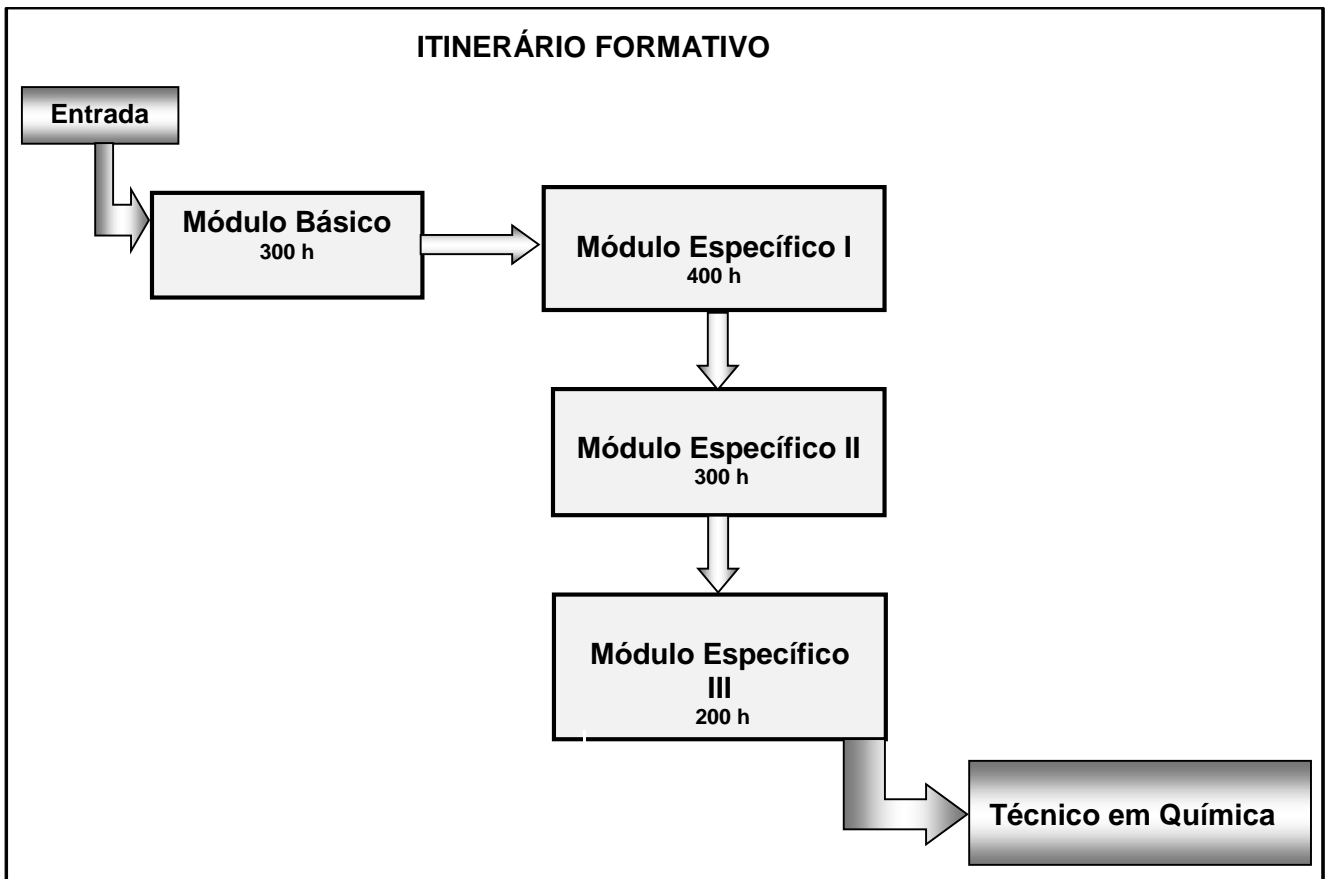 ITINERÁRIO FORMATIVO
Entrada
Módulo Básico
300 h
Módulo Específico I
400 h
Módulo Específico II
300 h
Módulo Específico
III
200 h
Técnico em Química